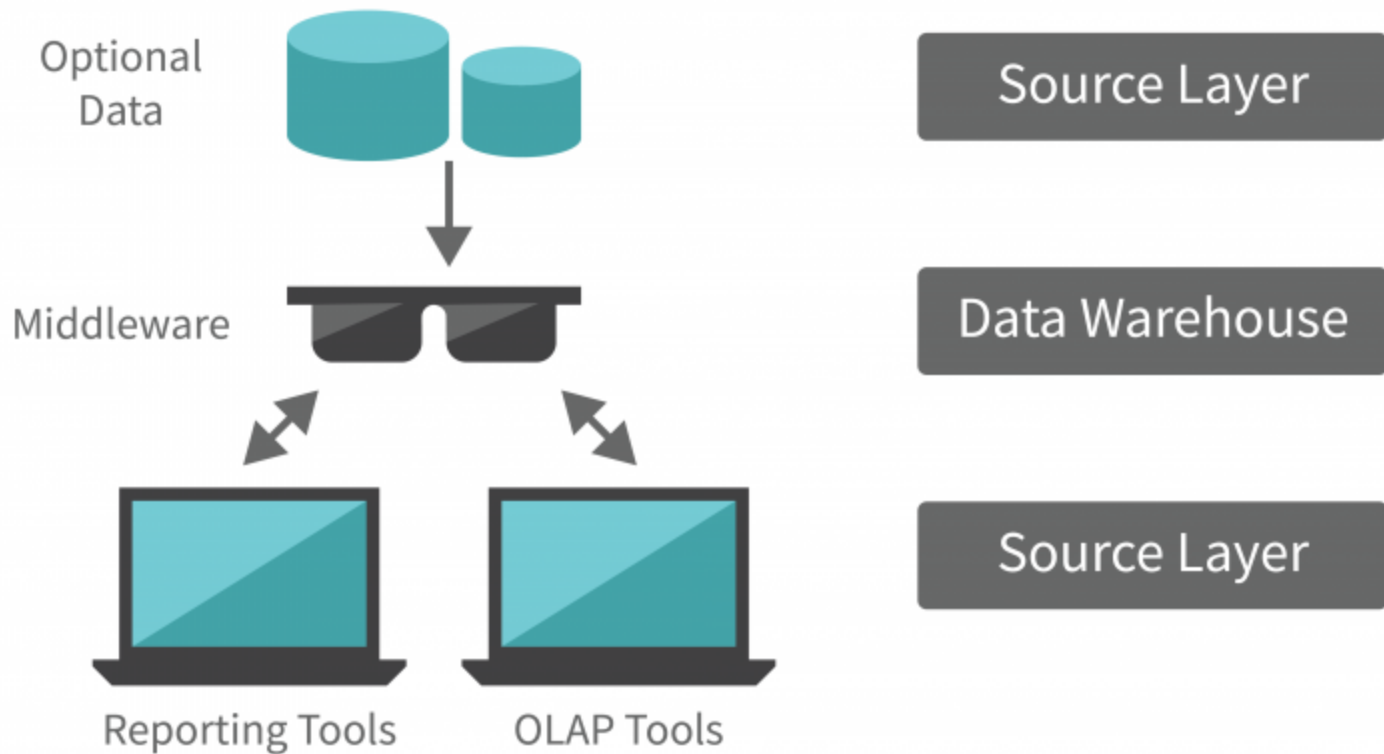 Optional
Data
Source Layer
Middleware
Data Warehouse
Source Layer
Reporting Tools
OLAP Tools